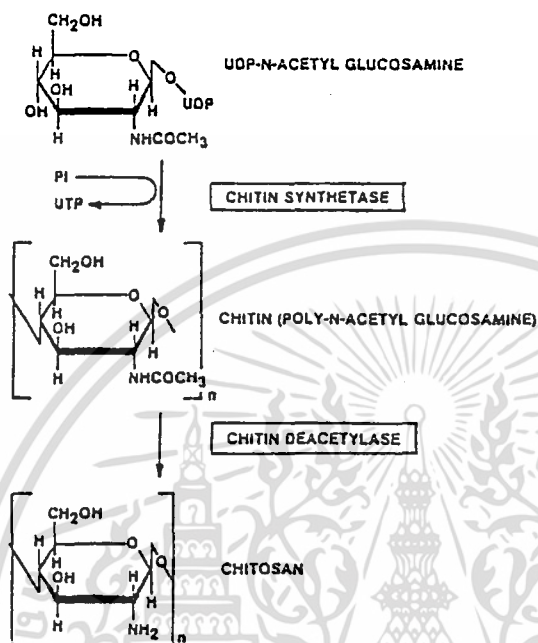 CH₂OH
H
O
H
OH
H
OH
H
H
O
UDP
H
NHCOCH₃
UDP-N-ACETYL GLUCOSAMINE
PI
UTP
CHITIN SYNTHETASE
CH₂OH
H
H
O
OH
H
H
H
O
H
NHCOCH₃
n
CHITIN (POLY-N-ACETYL GLUCOSAMINE)
CHITIN DEACETYLASE
CH₂OH
H
H
O
OH
H
H
H
O
H
NH₂
n
CHITOSAN